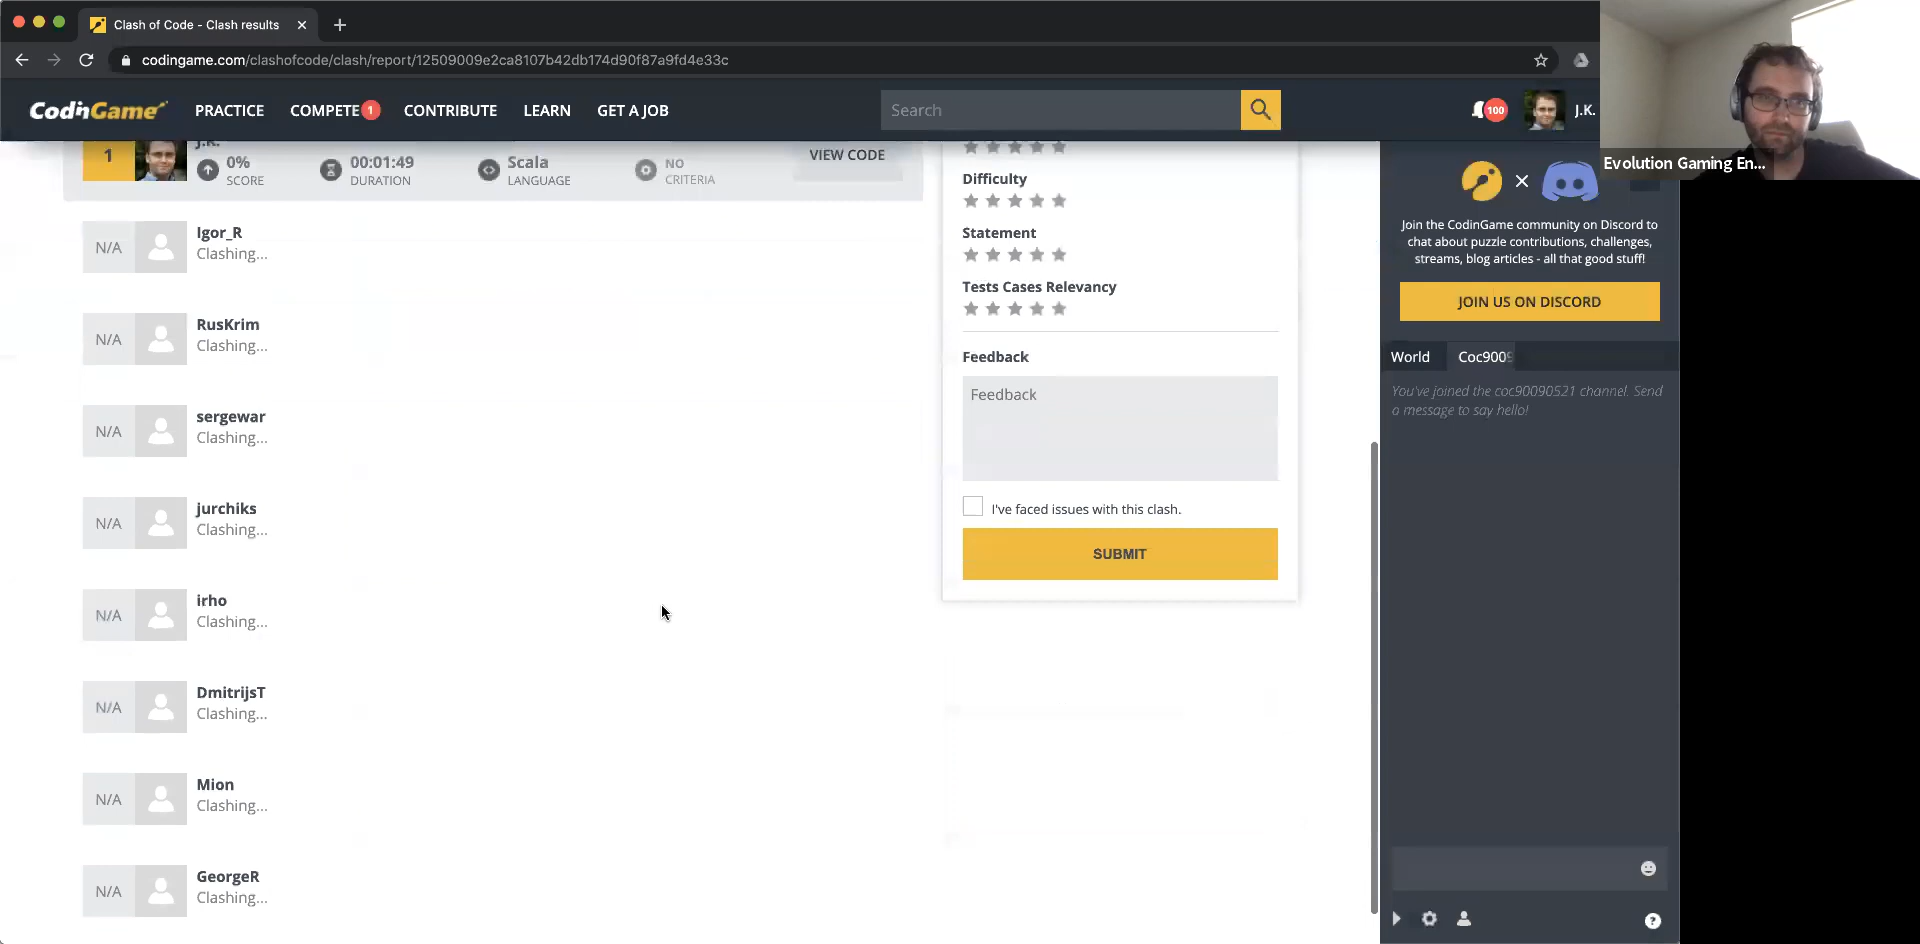 Clash of Code - Clash results
codingame.com/clashofcode/clash/report/12509009e2ca8107b42db174d90f87a9fd4e33c
CodinGame
PRACTICE
COMPETE 1
CONTRIBUTE
LEARN
GET A JOB
Search
100
J.K.
Evolution Gaming En...
J.K.
1
0%
SCORE
00:01:49
DURATION
Scala
LANGUAGE
NO
CRITERIA
VIEW CODE
N/A
Igor_R
Clashing...
N/A
RusKrim
Clashing...
N/A
sergewar
Clashing...
N/A
jurchiks
Clashing...
N/A
irho
Clashing...
N/A
DmitrijsT
Clashing...
N/A
Mion
Clashing...
N/A
GeorgeR
Clashing...
Difficulty
Statement
Tests Cases Relevancy
Feedback
Feedback
I've faced issues with this clash.
SUBMIT
Join the CodinGame community on Discord to
chat about puzzle contributions, challenges,
streams, blog articles - all that good stuff!
JOIN US ON DISCORD
World
Coc9009
You've joined the coc90090521 channel. Send
a message to say hello!